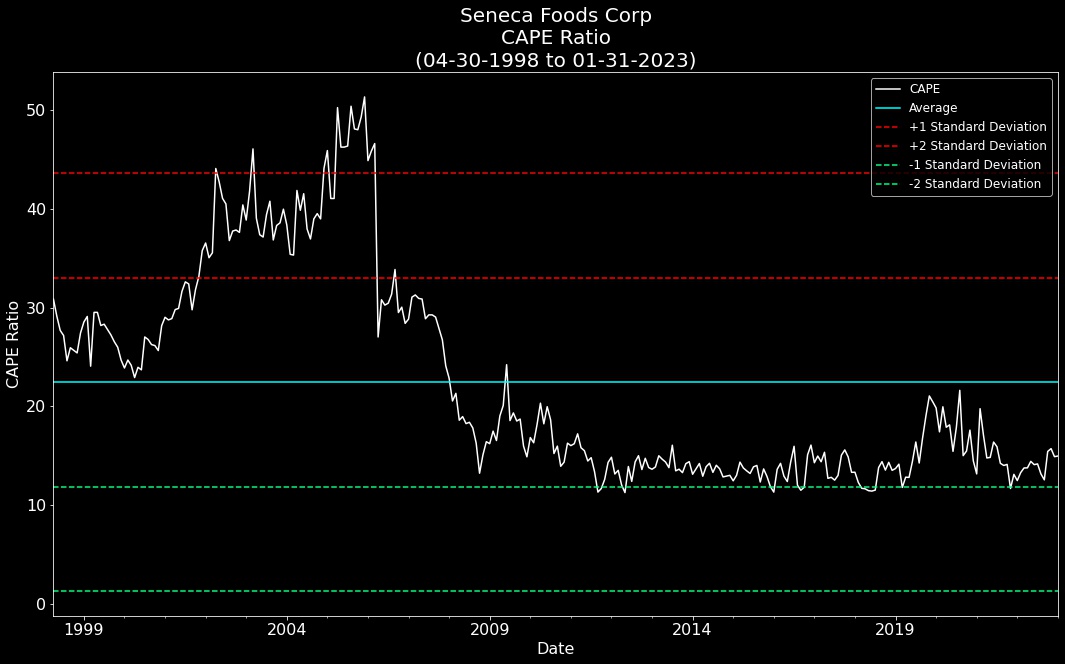 Seneca Foods Corp
CAPE Ratio
(04-30-1998 to 01-31-2023)
CAPE
Average
+1 Standard Deviation
+2 Standard Deviation
-1 Standard Deviation
-2 Standard Deviation
CAPE Ratio
50
40
30
20
10
0
1999
2004
2009
2014
2019
Date